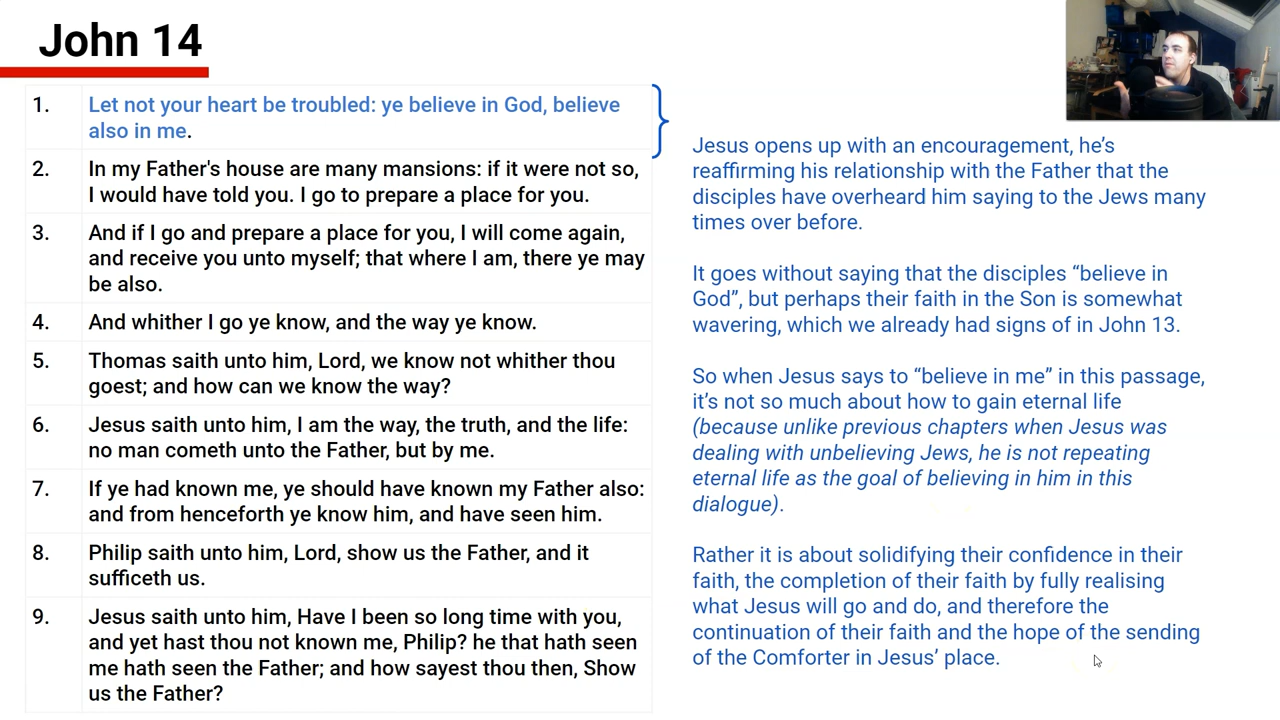 John 14
1. Let not your heart be troubled: ye believe in God, believe
also in me.
2. In my Father's house are many mansions: if it were not so,
I would have told you. I go to prepare a place for you.
3. And if I go and prepare a place for you, I will come again,
and receive you unto myself; that where I am, there ye may
be also.
4. And whither I go ye know, and the way ye know.
5. Thomas saith unto him, Lord, we know not whither thou
goest; and how can we know the way?
6. Jesus saith unto him, I am the way, the truth, and the life:
no man cometh unto the Father, but by me.
7. If ye had known me, ye should have known my Father also:
and from henceforth ye know him, and have seen him.
8. Philip saith unto him, Lord, show us the Father, and it
sufficeth us.
9. Jesus saith unto him, Have I been so long time with you,
and yet hast thou not known me, Philip? he that hath seen
me hath seen the Father; and how sayest thou then, Show
us the Father?
Jesus opens up with an encouragement, he's
reaffirming his relationship with the Father that the
disciples have overheard him saying to the Jews many
times over before.
It goes without saying that the disciples “believe in
God”, but perhaps their faith in the Son is somewhat
wavering, which we already had signs of in John 13.
So when Jesus says to “believe in me” in this passage,
it's not so much about how to gain eternal life
(because unlike previous chapters when Jesus was
dealing with unbelieving Jews, he is not repeating
eternal life as the goal of believing in him in this
dialogue).
Rather it is about solidifying their confidence in their
faith, the completion of their faith by fully realising
what Jesus will go and do, and therefore the
continuation of their faith and the hope of the sending
of the Comforter in Jesus’ place.